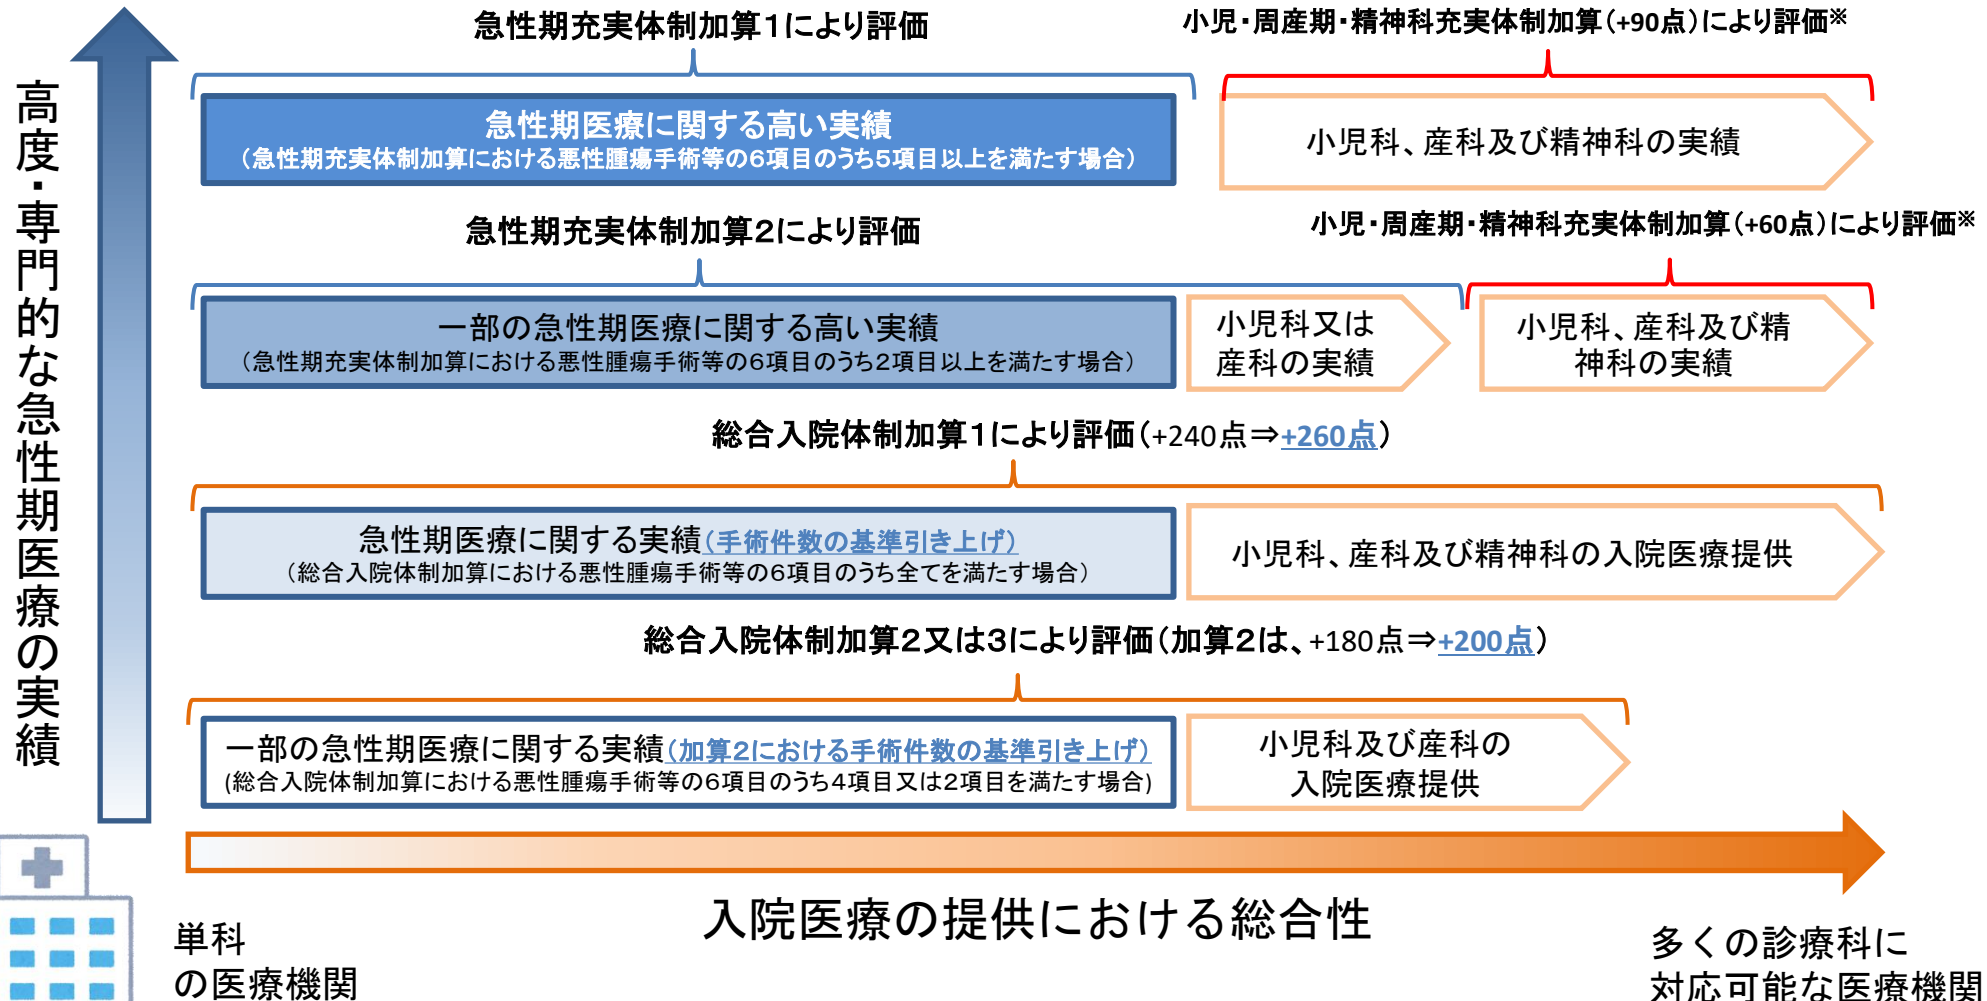 高度・専門的な急性期医療の実績
急性期充実体制加算1により評価
小児・周産期・精神科充実体制加算(+90点)により評価※
急性期医療に関する高い実績
(急性期充実体制加算における悪性腫瘍手術等の6項目のうち5項目以上を満たす場合)
小児科、産科及び精神科の実績
急性期充実体制加算2により評価
小児・周産期・精神科充実体制加算(+60点)により評価※
一部の急性期医療に関する高い実績
(急性期充実体制加算における悪性腫瘍手術等の6項目のうち2項目以上を満たす場合)
小児科又は
産科の実績
小児科、産科及び精
神科の実績
総合入院体制加算1により評価(+240点⇒+260点)
急性期医療に関する実績(手術件数の基準引き上げ)
(総合入院体制加算における悪性腫瘍手術等の6項目のうち全てを満たす場合)
小児科、産科及び精神科の入院医療提供
総合入院体制加算2又は3により評価(加算2は、+180点⇒+200点)
一部の急性期医療に関する実績(加算2における手術件数の基準引き上げ)
(総合入院体制加算における悪性腫瘍手術等の6項目のうち4項目又は2項目を満たす場合)
小児科及び産科の
入院医療提供
入院医療の提供における総合性
単科
の医療機関
多くの診療科に
対応可能な医療機関